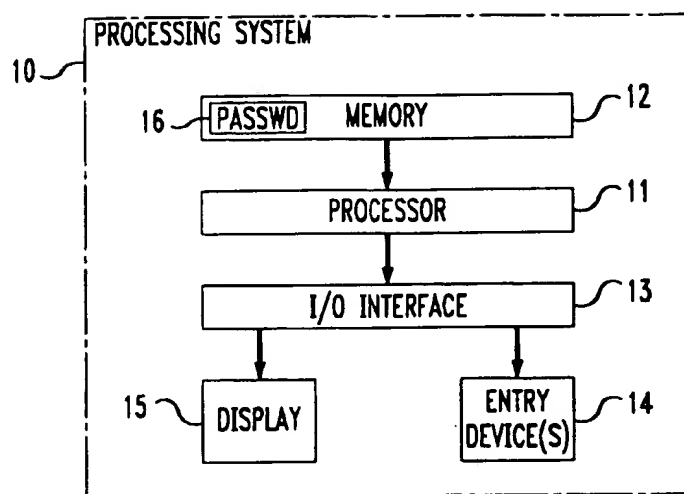 PROCESSING SYSTEM
10
16 PASSWD MEMORY 12
PROCESSOR 11
I/O INTERFACE 13
15 DISPLAY
ENTRY DEVICE(S) 14